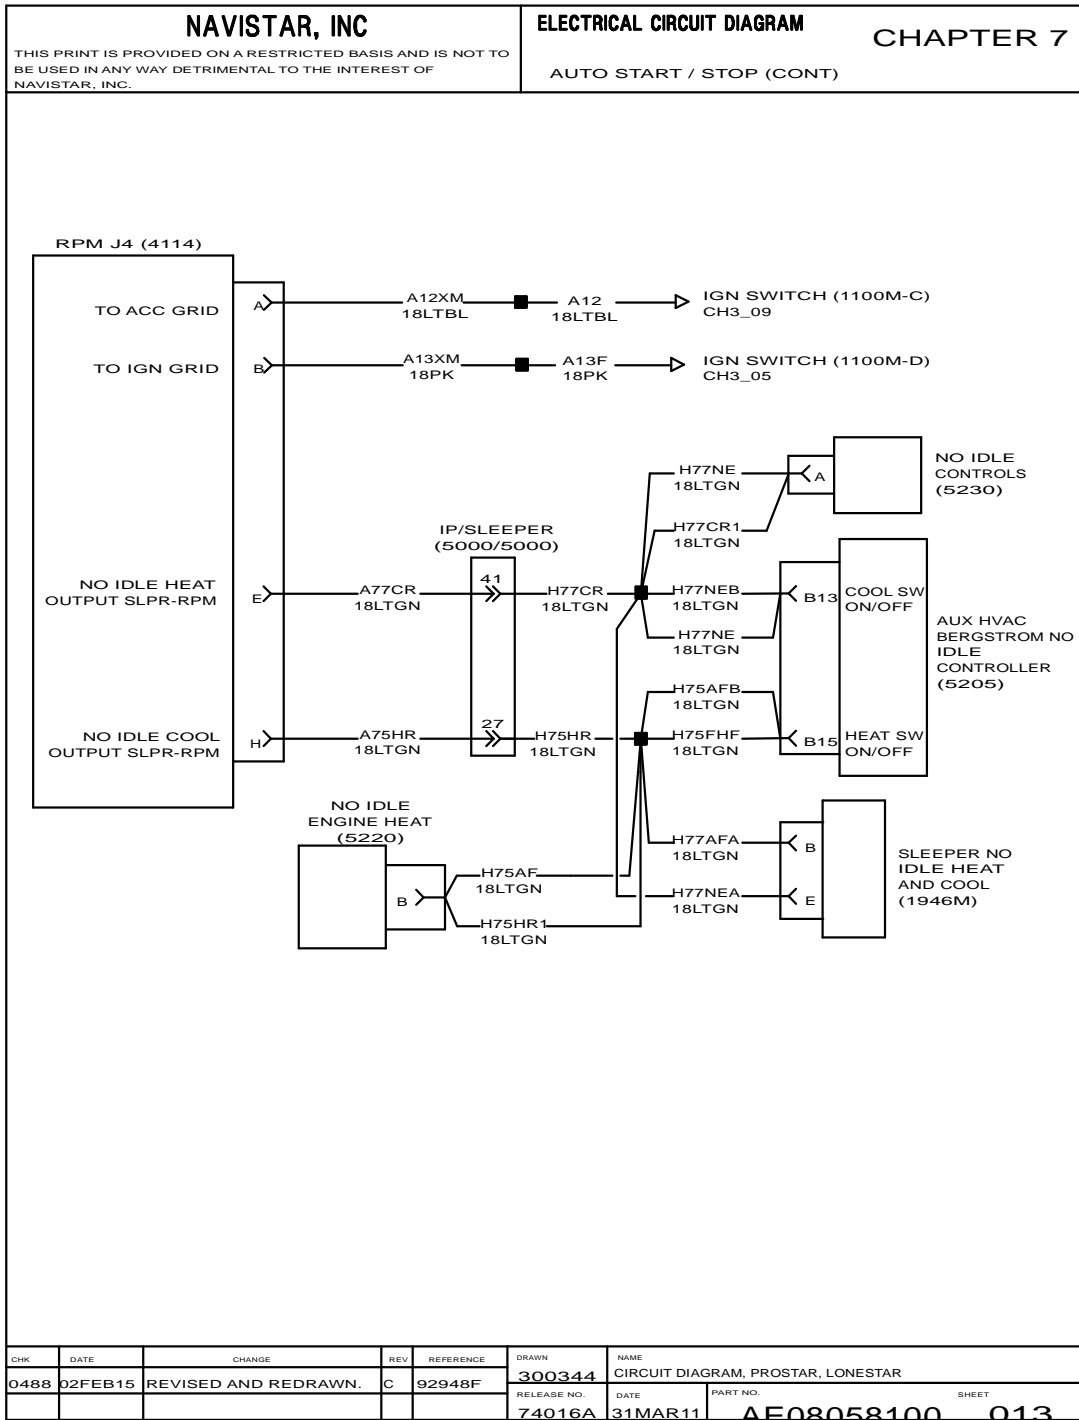 NAVISTAR, INC
THIS PRINT IS PROVIDED ON A RESTRICTED BASIS AND IS NOT TO
BE USED IN ANY WAY DETRIMENTAL TO THE INTEREST OF
NAVISTAR, INC.
ELECTRICAL CIRCUIT DIAGRAM
AUTO START / STOP (CONT)
CHAPTER 7
RPM J4 (4114)
TO ACC GRID
A
A12XM
18LTBL
A12
18LTBL
IGN SWITCH (1100M-C)
CH3_09
TO IGN GRID
B
A13XM
18PK
A13F
18PK
IGN SWITCH (1100M-D)
CH3_05
H77NE
18LTGN
A
NO IDLE
CONTROLS
(5230)
H77CR1
18LTGN
IP/SLEEPER
(5000/5000)
NO IDLE HEAT
OUTPUT SLPR-RPM
E
A77CR
18LTGN
41
H77CR
18LTGN
H77NEB
18LTGN
B13
COOL SW
ON/OFF
H77NE
18LTGN
AUX HVAC
BERGSTROM NO
IDLE
CONTROLLER
(5205)
H75AFB
18LTGN
NO IDLE COOL
OUTPUT SLPR-RPM
H
A75HR
18LTGN
27
H75HR
18LTGN
H75FHF
18LTGN
B15
HEAT SW
ON/OFF
NO IDLE
ENGINE HEAT
(5220)
B
H75AF
18LTGN
H75HR1
18LTGN
H77AFA
18LTGN
B
H77NEA
18LTGN
E
SLEEPER NO
IDLE HEAT
AND COOL
(1946M)
CHK
DATE
CHANGE
REV
REFERENCE
0488
02FEB15
REVISED AND REDRAWN.
C
92948F
DRAWN
300344
NAME
CIRCUIT DIAGRAM, PROSTAR, LONESTAR
RELEASE NO.
74016A
DATE
31MAR11
PART NO.
AE08058100
SHEET
013